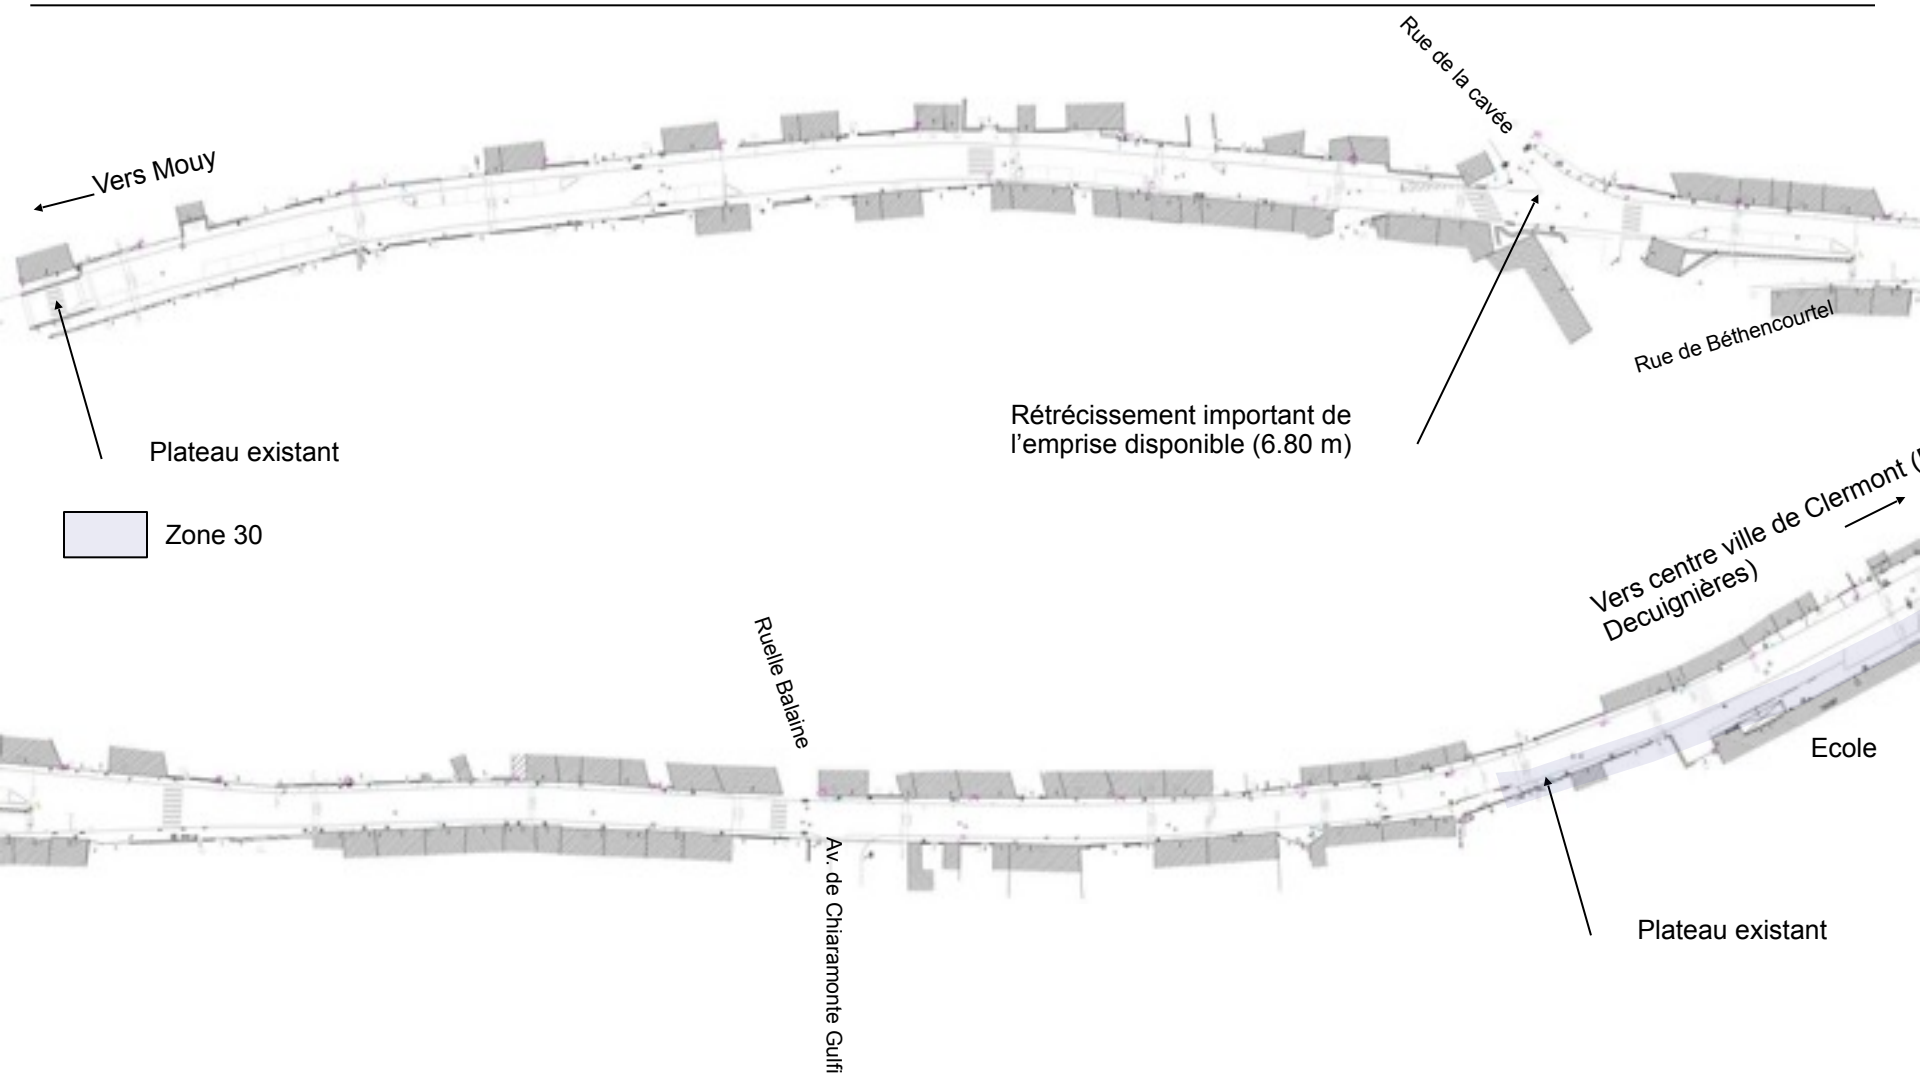 Rue de la cavée
Vers Mouy
Rue de Béthencourtel
Rétrécissement important de
l’emprise disponible (6.80 m)
Plateau existant
Zone 30
Vers centre ville de Clermont (
Decuignières)
Ruelle Balaine
Ecole
Av. de Chiaramonte Gulfi
Plateau existant